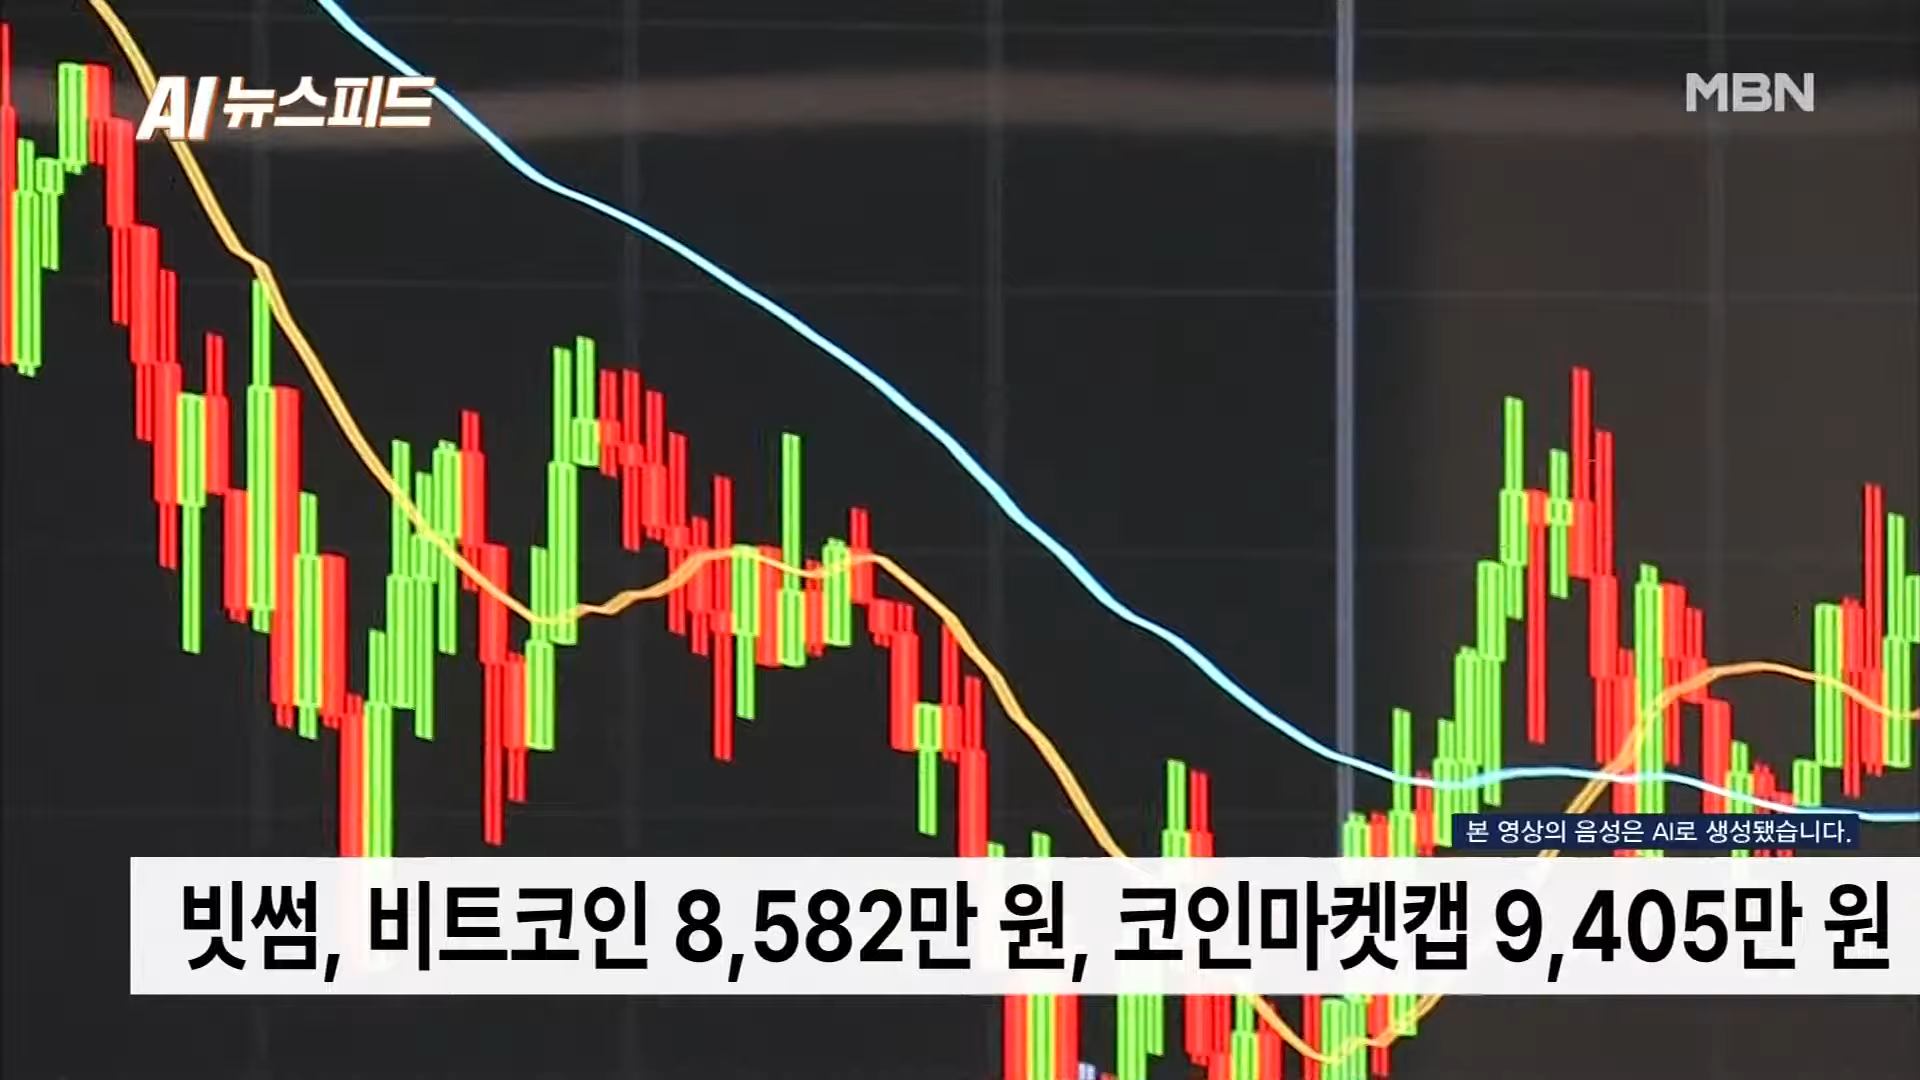 AI 뉴스피드
MBN
본 영상의 음성은 AI로 생성됐습니다.
빗썸, 비트코인 8,582만 원, 코인마켓캡 9,405만 원